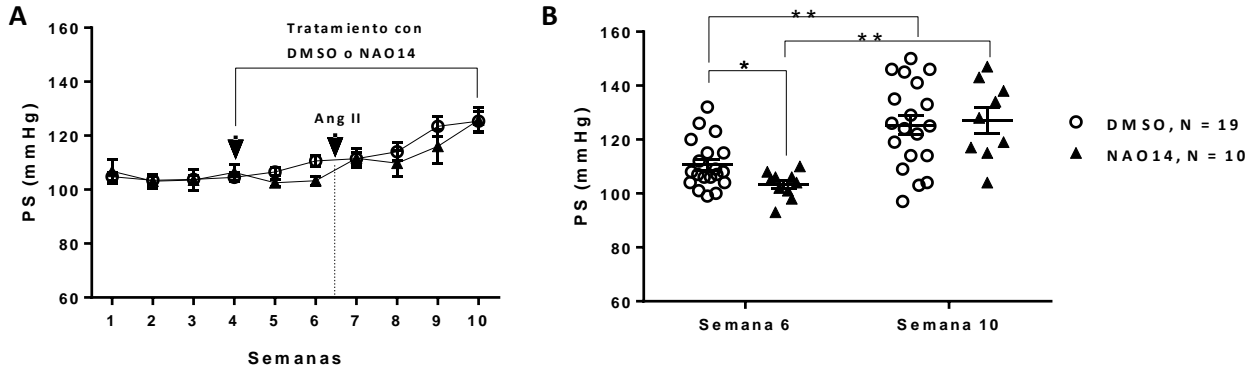 A
PS (mmHg)
160
140
120
100
80
60
Tratamiento con
DMSO o NAO14
Ang II
1 2 3 4 5 6 7 8 9 10
Semanas
B
PS (mmHg)
160
140
120
100
80
60
**
**
*
Semana 6 Semana 10
DMSO, N = 19
NAO14, N = 10